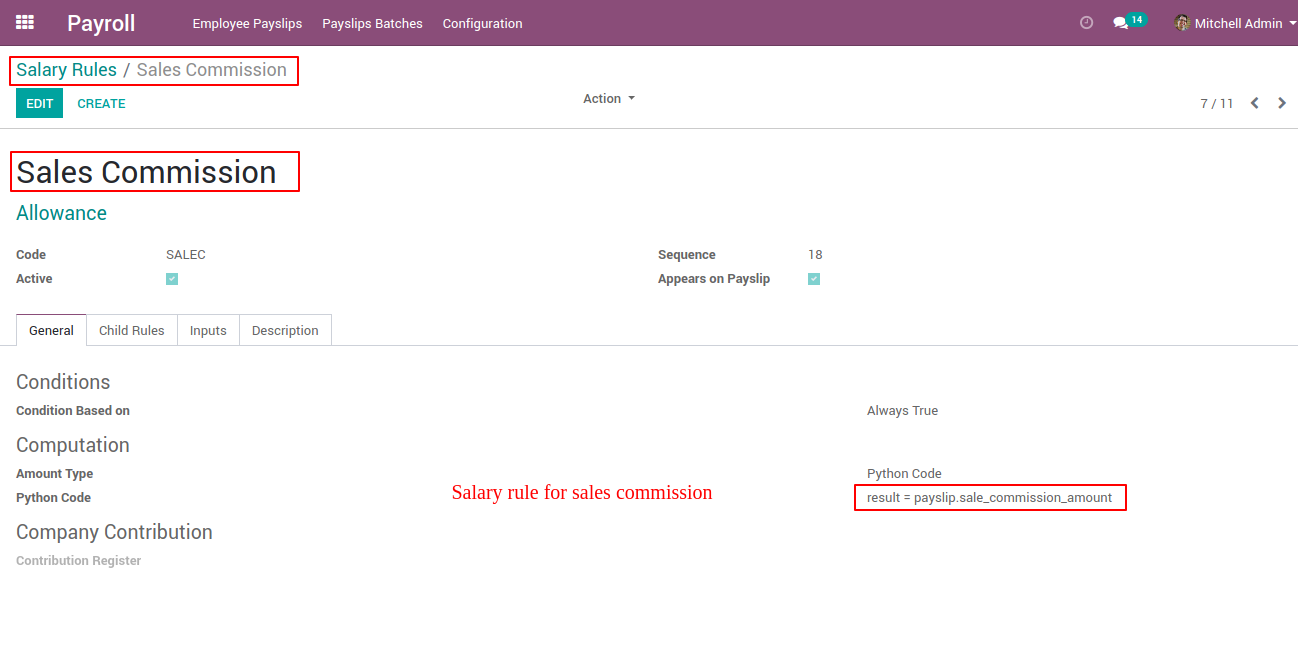 Payroll Employee Payslips Payslips Batches Configuration 14 Mitchell Admin
Salary Rules / Sales Commission
EDIT CREATE Action 7 / 11
Sales Commission
Allowance
Code SALEC Sequence 18
Active Appears on Payslip
General Child Rules Inputs Description
Conditions
Condition Based on Always True
Computation
Amount Type Python Code
Salary rule for sales commission
Python Code result = payslip.sale_commission_amount
Company Contribution
Contribution Register